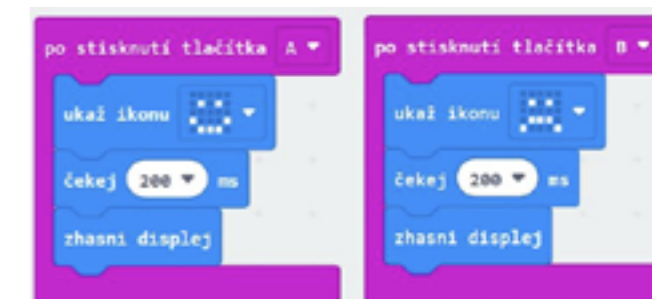 po stisknutí tlačítka A
ukaž ikonu
čekej 200 ms
zhasni displej
po stisknutí tlačítka B
ukaž ikonu
čekej 200 ms
zhasni displej